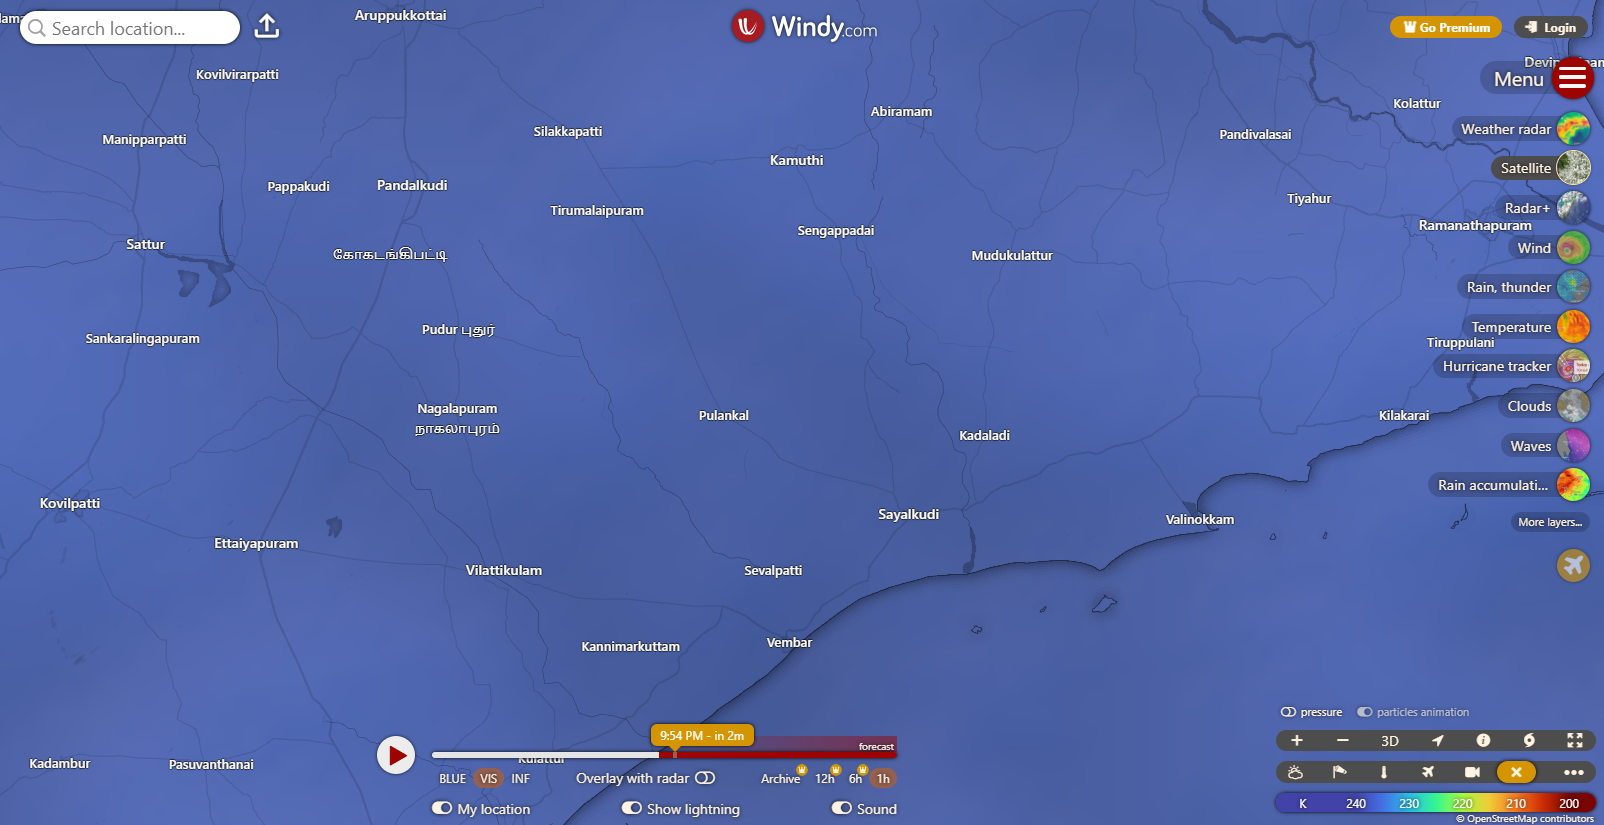 Aruppukkottai
Search location...
Windy.com
Go Premium
Login
Kovilvirarpatti
Menu
Kolattur
Abiramam
Silakkapatti
Weather radar
Pandivalasai
Manipparpatti
Kamuthi
Satellite
Pappakudi
Pandalkudi
Tiyahur
Tirumalaipuram
Radar+
Ramanathapuram
Sengappadai
Sattur
Wind
கோகடங்கிபட்டி
Mudukulattur
Rain, thunder
Pudur புதுர்
Temperature
Sankaralingapuram
Tiruppulani
Hurricane tracker
Nagalapuram
நாகலாபுரம்
Pulankal
Clouds
Kilakarai
Kadaladi
Waves
Rain accumulati...
Kovilpatti
Sayalkudi
Valinokkam
More layers...
Ettaiyapuram
Vilattikulam
Sevalpatti
Kannimarkuttam
Vembar
pressure
particles animation
9:54 PM - in 2m
forecast
3D
Kadambur
Pasuvanthanai
BLUE VIS INF
Overlay with radar
Archive 12h 6h 1h
My location
Show lightning
Sound
K 240 230 220 210 200
© OpenStreetMap contributors